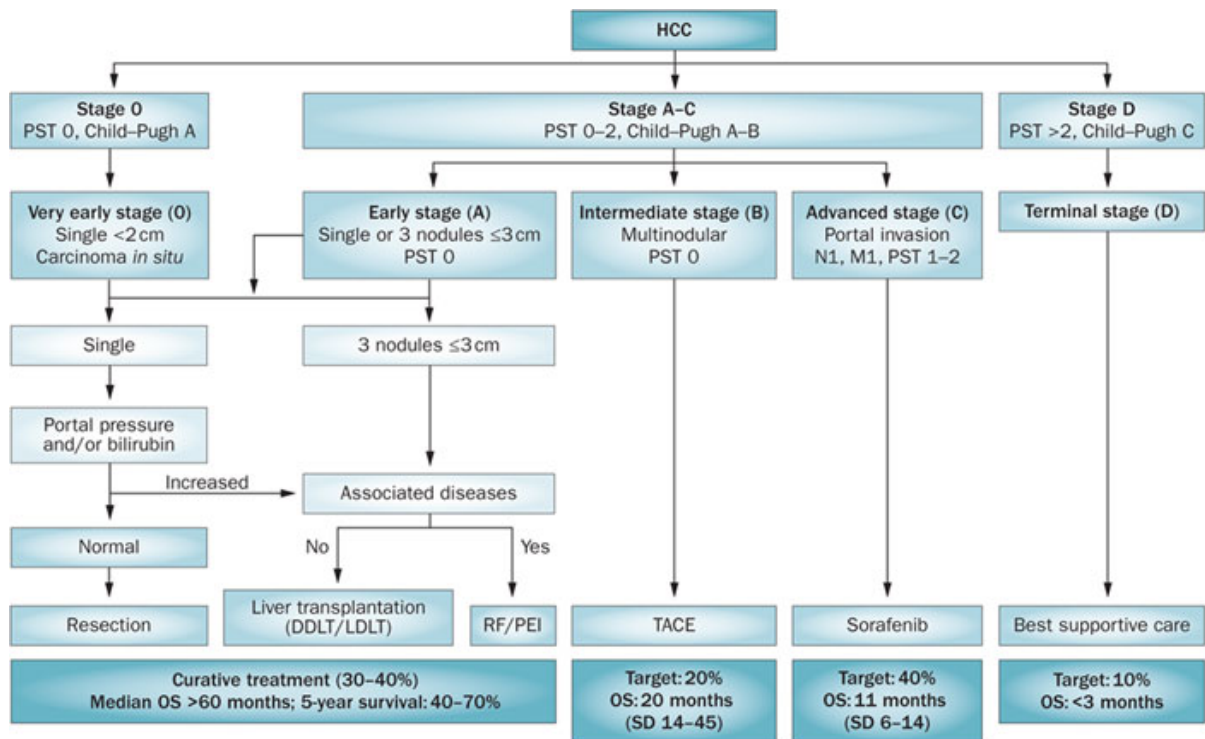 HCC
Stage 0
PST 0, Child–Pugh A
Stage A–C
PST 0–2, Child–Pugh A–B
Stage D
PST >2, Child–Pugh C
Very early stage (0)
Single <2 cm
Carcinoma in situ
Early stage (A)
Single or 3 nodules ≤3 cm
PST 0
Intermediate stage (B)
Multinodular
PST 0
Advanced stage (C)
Portal invasion
N1, M1, PST 1–2
Terminal stage (D)
Single
3 nodules ≤3 cm
Portal pressure
and/or bilirubin
Increased
Associated diseases
Normal
No
Yes
Resection
Liver transplantation
(DDLT/LDLT)
RF/PEI
TACE
Sorafenib
Best supportive care
Curative treatment (30–40%)
Median OS >60 months; 5-year survival: 40–70%
Target: 20%
OS: 20 months
(SD 14–45)
Target: 40%
OS: 11 months
(SD 6–14)
Target: 10%
OS: <3 months